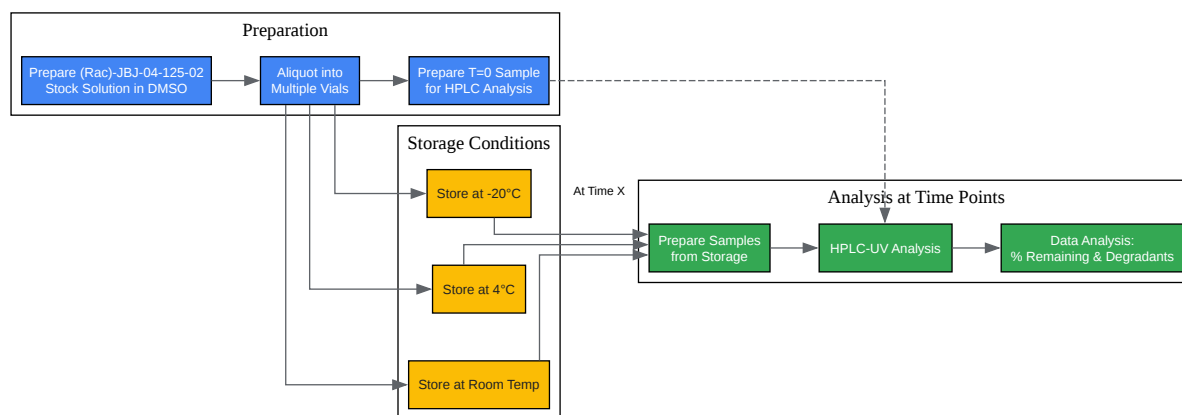 Preparation
Prepare (Rac)-JBJ-04-125-02
Stock Solution in DMSO
Aliquot into
Multiple Vials
Prepare T=0 Sample
for HPLC Analysis
Storage Conditions
Store at -20°C
Store at 4°C
Store at Room Temp
At Time X
Analysis at Time Points
Prepare Samples
from Storage
HPLC-UV Analysis
Data Analysis:
% Remaining & Degradants